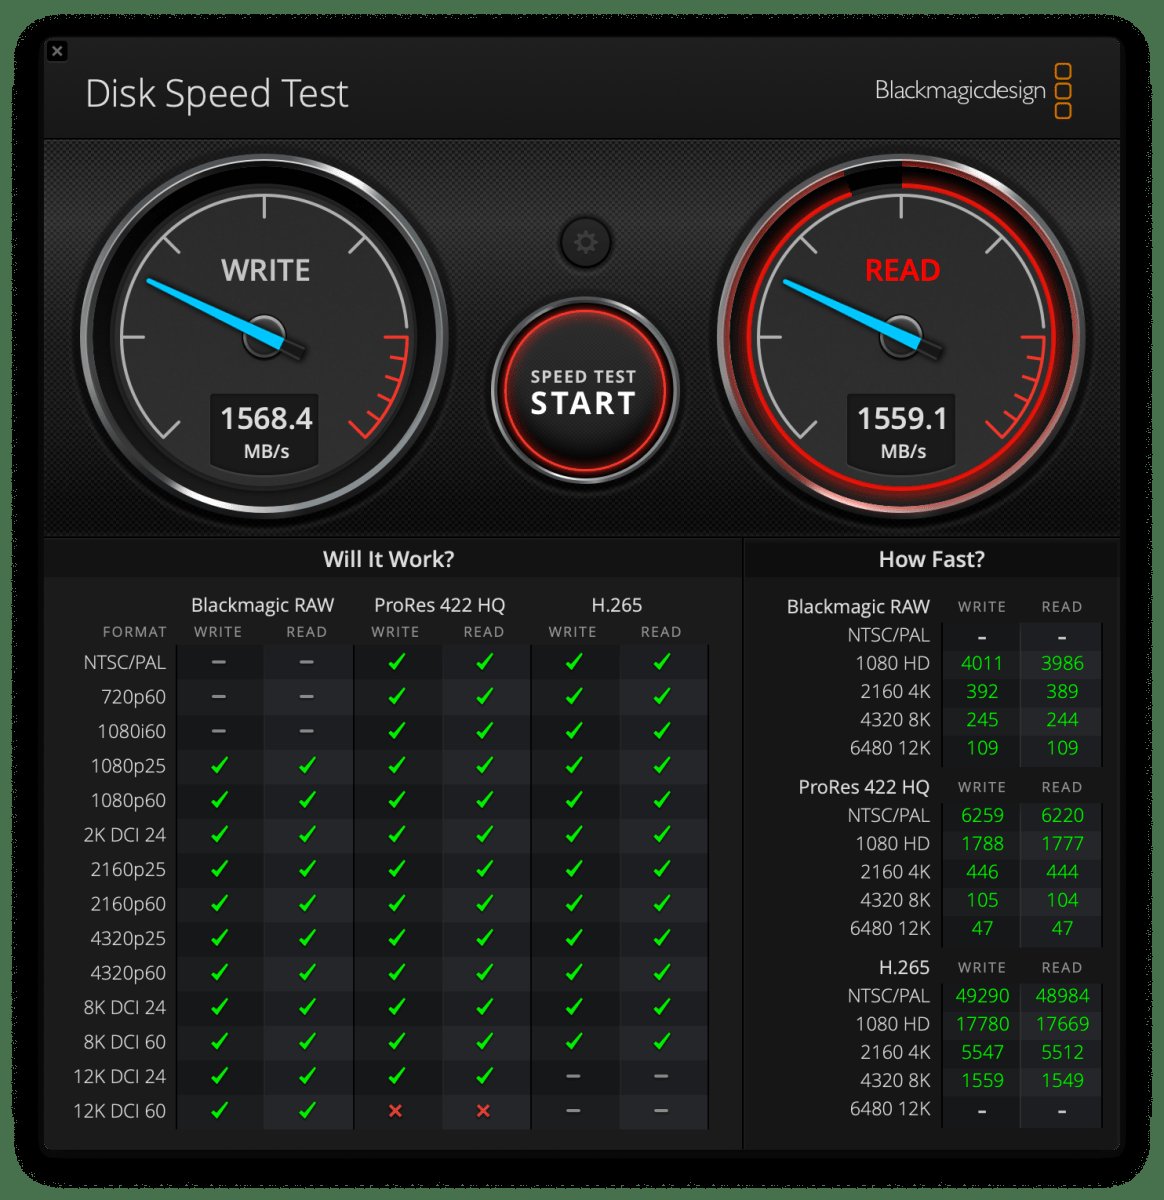 Disk Speed Test
Blackmagicdesign
WRITE
1568.4
MB/s
SPEED TEST
START
READ
1559.1
MB/s
Will It Work?
Blackmagic RAW ProRes 422 HQ H.265
FORMAT WRITE READ WRITE READ WRITE READ
NTSC/PAL – – ✓ ✓ ✓ ✓
720p60 – – ✓ ✓ ✓ ✓
1080i60 – – ✓ ✓ ✓ ✓
1080p25 ✓ ✓ ✓ ✓ ✓ ✓
1080p60 ✓ ✓ ✓ ✓ ✓ ✓
2K DCI 24 ✓ ✓ ✓ ✓ ✓ ✓
2160p25 ✓ ✓ ✓ ✓ ✓ ✓
2160p60 ✓ ✓ ✓ ✓ ✓ ✓
4320p25 ✓ ✓ ✓ ✓ ✓ ✓
4320p60 ✓ ✓ ✓ ✓ ✓ ✓
8K DCI 24 ✓ ✓ ✓ ✓ ✓ ✓
8K DCI 60 ✓ ✓ ✓ ✓ ✓ ✓
12K DCI 24 ✓ ✓ ✓ ✓ – –
12K DCI 60 ✓ ✓ × × – –
How Fast?
Blackmagic RAW WRITE READ
NTSC/PAL - -
1080 HD 4011 3986
2160 4K 392 389
4320 8K 245 244
6480 12K 109 109
ProRes 422 HQ WRITE READ
NTSC/PAL 6259 6220
1080 HD 1788 1777
2160 4K 446 444
4320 8K 105 104
6480 12K 47 47
H.265 WRITE READ
NTSC/PAL 49290 48984
1080 HD 17780 17669
2160 4K 5547 5512
4320 8K 1559 1549
6480 12K - -